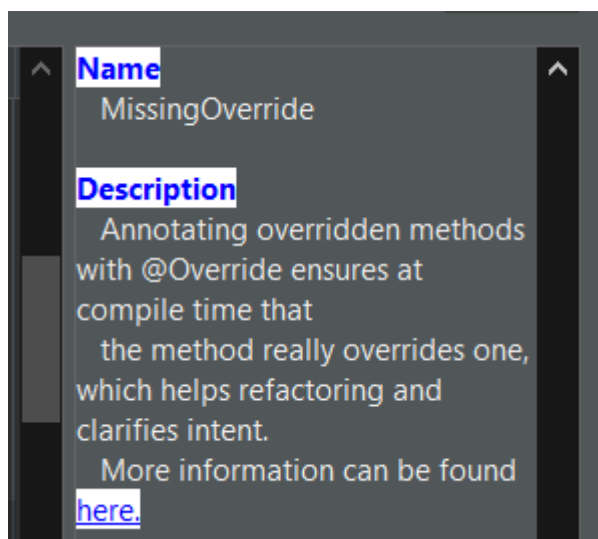 Name
MissingOverride
Description
Annotating overridden methods
with @Override ensures at
compile time that
the method really overrides one,
which helps refactoring and
clarifies intent.
More information can be found
here.